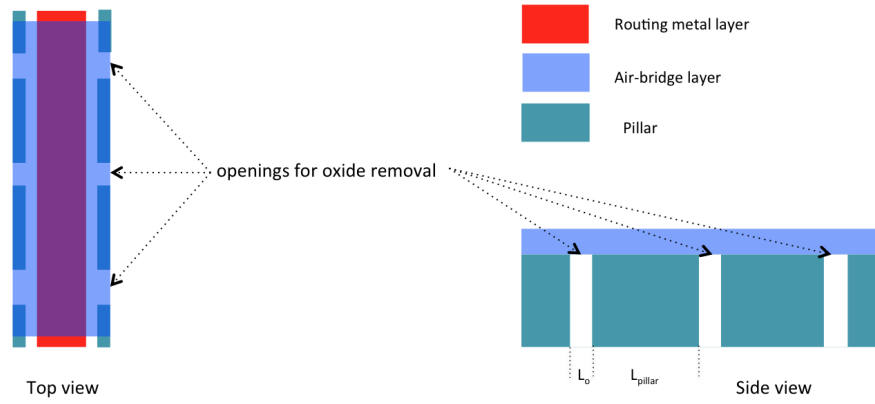 Routing metal layer
Air-bridge layer
Pillar
openings for oxide removal
Lo
Lpillar
Top view
Side view